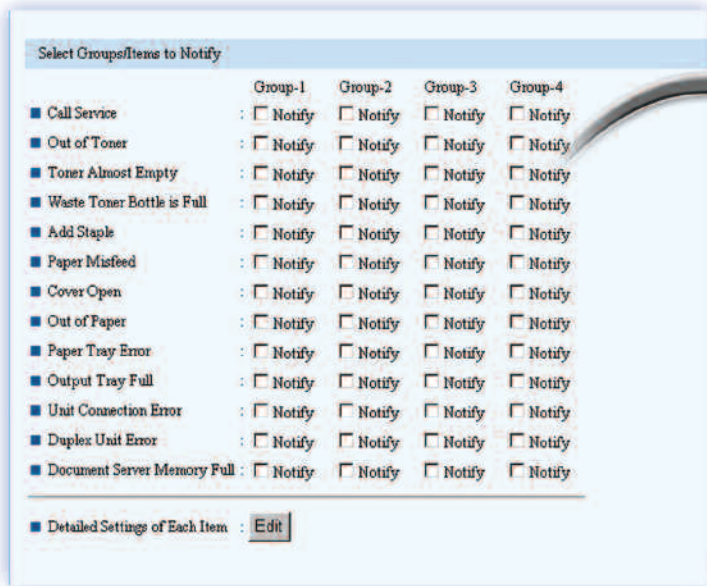 Select Groups/Items to Notify
Group-1 Group-2 Group-3 Group-4
Call Service : Notify Notify Notify Notify
Out of Toner : Notify Notify Notify Notify
Toner Almost Empty : Notify Notify Notify Notify
Waste Toner Bottle is Full : Notify Notify Notify Notify
Add Staple : Notify Notify Notify Notify
Paper Misfeed : Notify Notify Notify Notify
Cover Open : Notify Notify Notify Notify
Out of Paper : Notify Notify Notify Notify
Paper Tray Error : Notify Notify Notify Notify
Output Tray Full : Notify Notify Notify Notify
Unit Connection Error : Notify Notify Notify Notify
Duplex Unit Error : Notify Notify Notify Notify
Document Server Memory Full : Notify Notify Notify Notify
Detailed Settings of Each Item : Edit